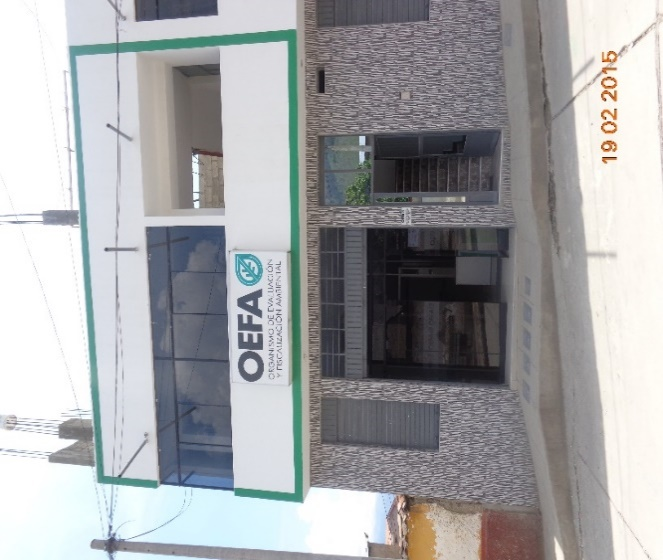 OEFA
ORGANISMO DE EVALUACIÓN
Y FISCALIZACIÓN AMBIENTAL
19 02 2015